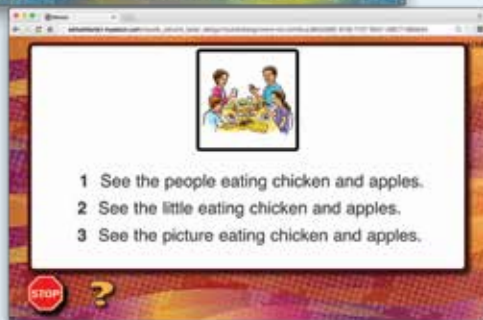 1 See the people eating chicken and apples.
2 See the little eating chicken and apples.
3 See the picture eating chicken and apples.
STOP ?